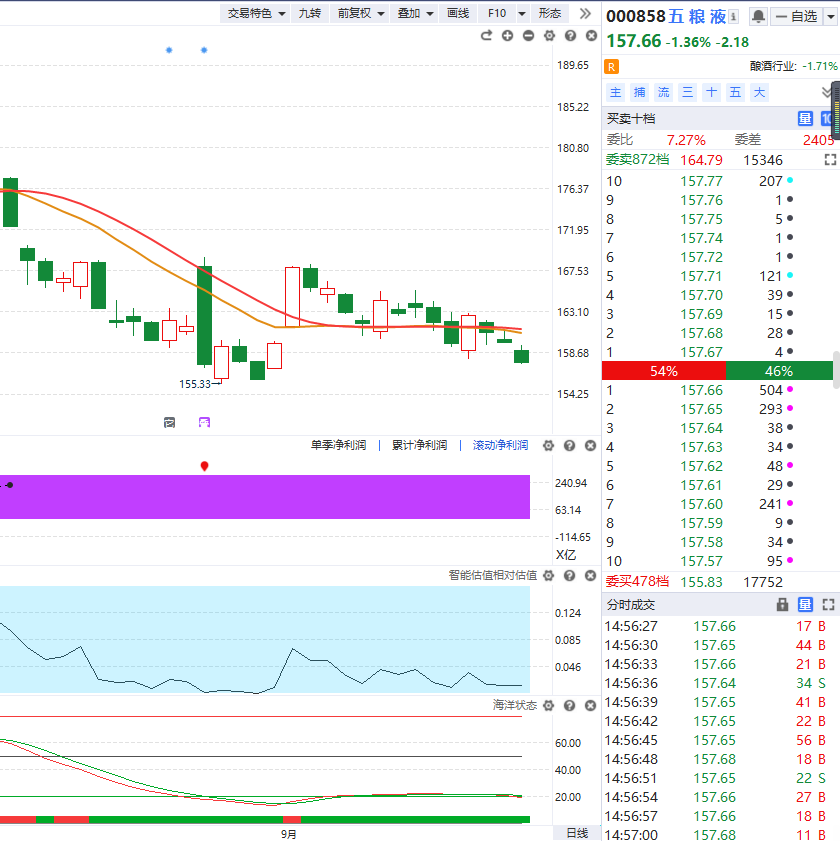 交易特色 九转 前复权 叠加 画线 F10 形态
189.65
185.22
180.80
176.37
171.95
167.53
163.10
158.68
154.25
155.33
单季净利润 | 累计净利润 | 滚动净利润
240.94
63.14
-114.65
X亿
智能估值相对估值
0.124
0.085
0.046
海洋状态
60.00
40.00
20.00
9月
日线
000858 五粮液 自选
157.66 -1.36% -2.18
R 酿酒行业: -1.71%
主 捕 流 三 十 五 大
买卖十档 量 10
委比 7.27% 委差 2405
委卖872档 164.79 15346
10 157.77 207
9 157.76 1
8 157.75 5
7 157.74 1
6 157.72 1
5 157.71 121
4 157.70 39
3 157.69 15
2 157.68 28
1 157.67 4
54% 46%
1 157.66 504
2 157.65 293
3 157.64 38
4 157.63 34
5 157.62 48
6 157.61 29
7 157.60 241
8 157.59 9
9 157.58 34
10 157.57 95
委买478档 155.83 17752
分时成交 量
14:56:27 157.66 17 B
14:56:30 157.65 44 B
14:56:33 157.66 21 B
14:56:36 157.64 34 S
14:56:39 157.65 41 B
14:56:42 157.65 22 B
14:56:45 157.65 56 B
14:56:48 157.68 18 B
14:56:51 157.65 22 S
14:56:54 157.66 27 B
14:56:57 157.66 18 B
14:57:00 157.68 11 B